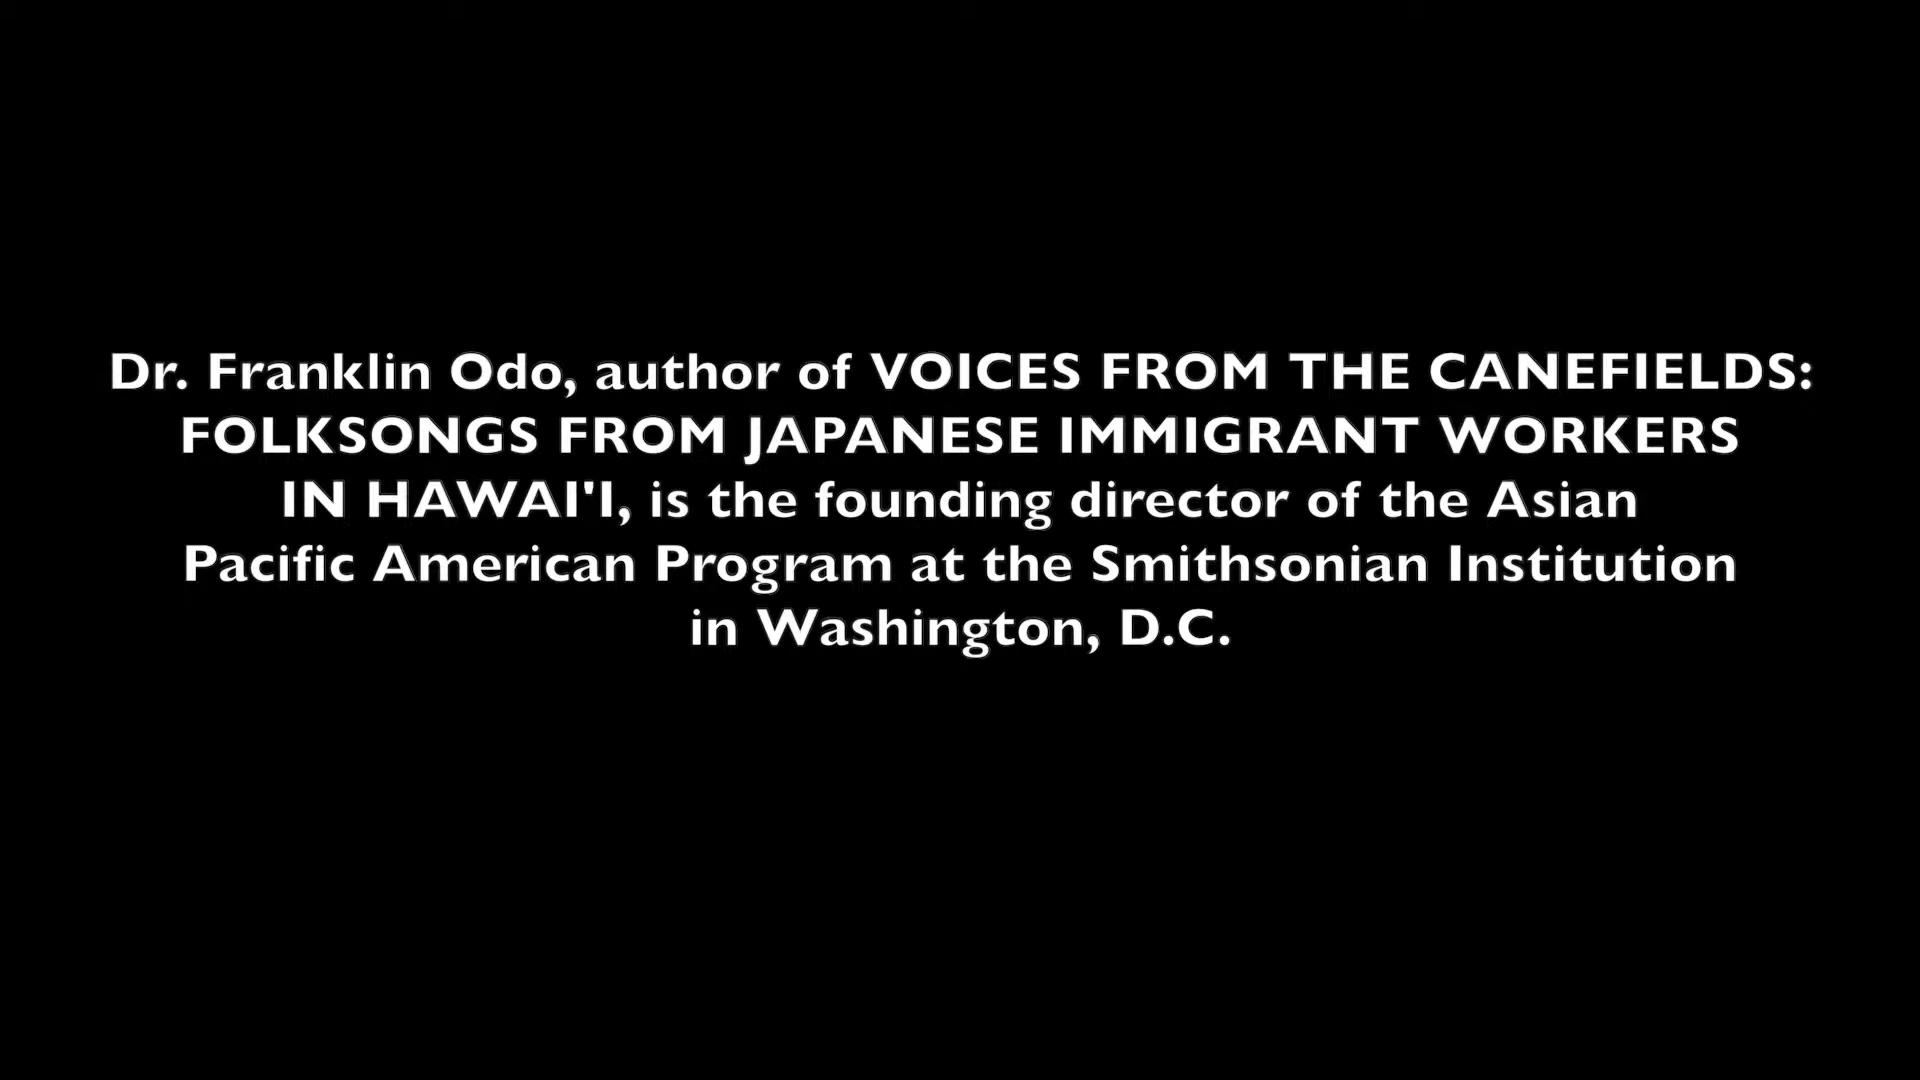 Dr. Franklin Odo, author of VOICES FROM THE CANEFIELDS:
FOLKSONGS FROM JAPANESE IMMIGRANT WORKERS
IN HAWAI'I, is the founding director of the Asian
Pacific American Program at the Smithsonian Institution
in Washington, D.C.